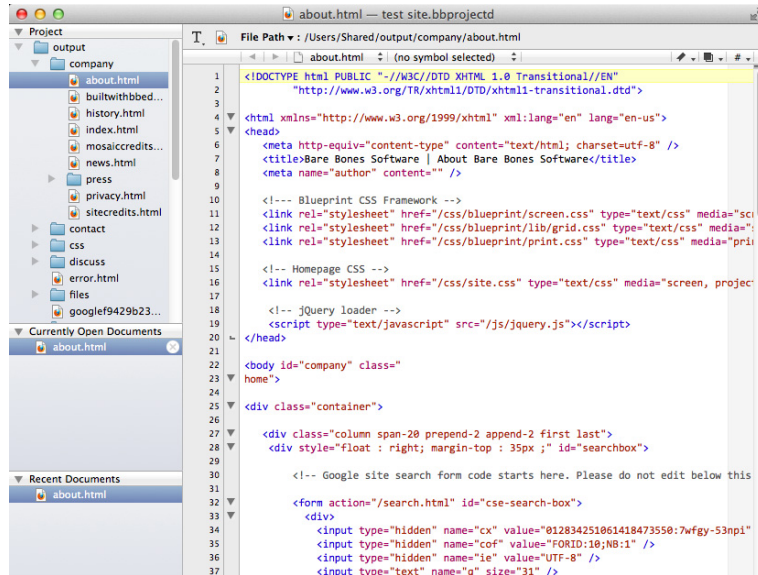 about.html — test site.bbprojectd
Project
output
company
about.html
builtwithbbed...
history.html
index.html
mosaiccredits...
news.html
press
privacy.html
sitecredits.html
contact
css
discuss
error.html
files
googlef9429b23...
Currently Open Documents
about.html
Recent Documents
about.html
T. File Path ▾ : /Users/Shared/output/company/about.html
about.html (no symbol selected) #
1 <!DOCTYPE html PUBLIC "-//W3C//DTD XHTML 1.0 Transitional//EN"
2 "http://www.w3.org/TR/xhtml1/DTD/xhtml1-transitional.dtd">
3
4 <html xmlns="http://www.w3.org/1999/xhtml" xml:lang="en" lang="en-us">
5 <head>
6 <meta http-equiv="content-type" content="text/html; charset=utf-8" />
7 <title>Bare Bones Software | About Bare Bones Software</title>
8 <meta name="author" content="" />
9
10 <!--- Blueprint CSS Framework -->
11 <link rel="stylesheet" href="/css/blueprint/screen.css" type="text/css" media="scr
12 <link rel="stylesheet" href="/css/blueprint/lib/grid.css" type="text/css" media="s
13 <link rel="stylesheet" href="/css/blueprint/print.css" type="text/css" media="prin
14
15 <!-- Homepage CSS -->
16 <link rel="stylesheet" href="/css/site.css" type="text/css" media="screen, project
17
18 <!-- jQuery loader -->
19 <script type="text/javascript" src="/js/jquery.js"></script>
20 </head>
21
22 <body id="company" class="
23 home">
24
25 <div class="container">
26
27 <div class="column span-20 prepend-2 append-2 first last">
28 <div style="float : right; margin-top : 35px ;" id="searchbox">
29
30 <!-- Google site search form code starts here. Please do not edit below this
31
32 <form action="/search.html" id="cse-search-box">
33 <div>
34 <input type="hidden" name="cx" value="012834251061418473550:7wfgy-53npi"
35 <input type="hidden" name="cof" value="FORID:10;NB:1" />
36 <input type="hidden" name="ie" value="UTF-8" />
37 <input type="text" name="q" size="31" />